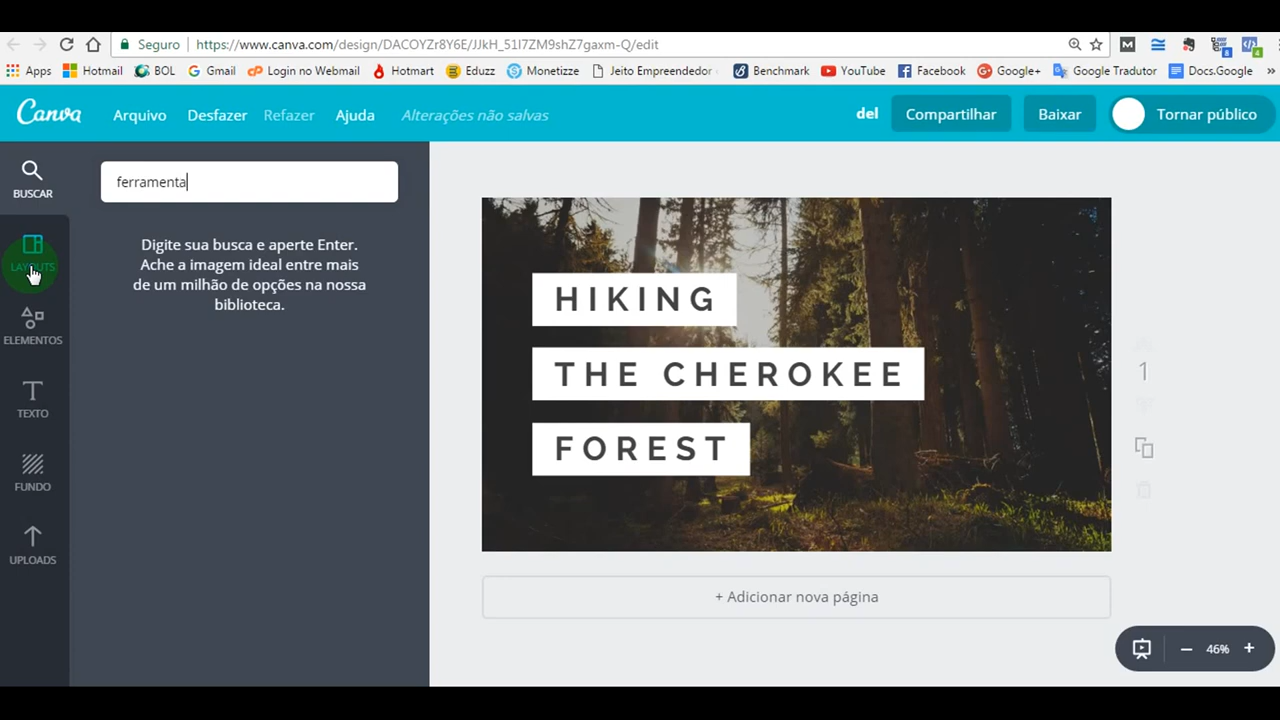 Seguro https://www.canva.com/design/DACOYZr8Y6E/JJkH_51I7ZM9shZ7gaxm-Q/edit
Apps Hotmail BOL Gmail Login no Webmail Hotmart Eduzz Monetizze Jeito Empreendedor Benchmark YouTube Facebook Google+ Google Tradutor Docs.Google »
Canva Arquivo Desfazer Refazer Ajuda Alterações não salvas del Compartilhar Baixar Tornar público
BUSCAR
LAYOUTS
ELEMENTOS
TEXTO
FUNDO
UPLOADS
ferramenta
Digite sua busca e aperte Enter.
Ache a imagem ideal entre mais
de um milhão de opções na nossa
biblioteca.
HIKING
THE CHEROKEE
FOREST
1
+ Adicionar nova página
46%